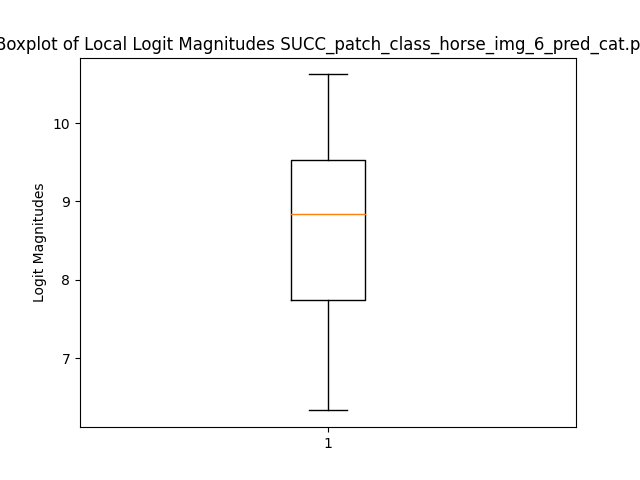 Boxplot of Local Logit Magnitudes SUCC_patch_class_horse_img_6_pred_cat.p
10
9
8
7
Logit Magnitudes
1